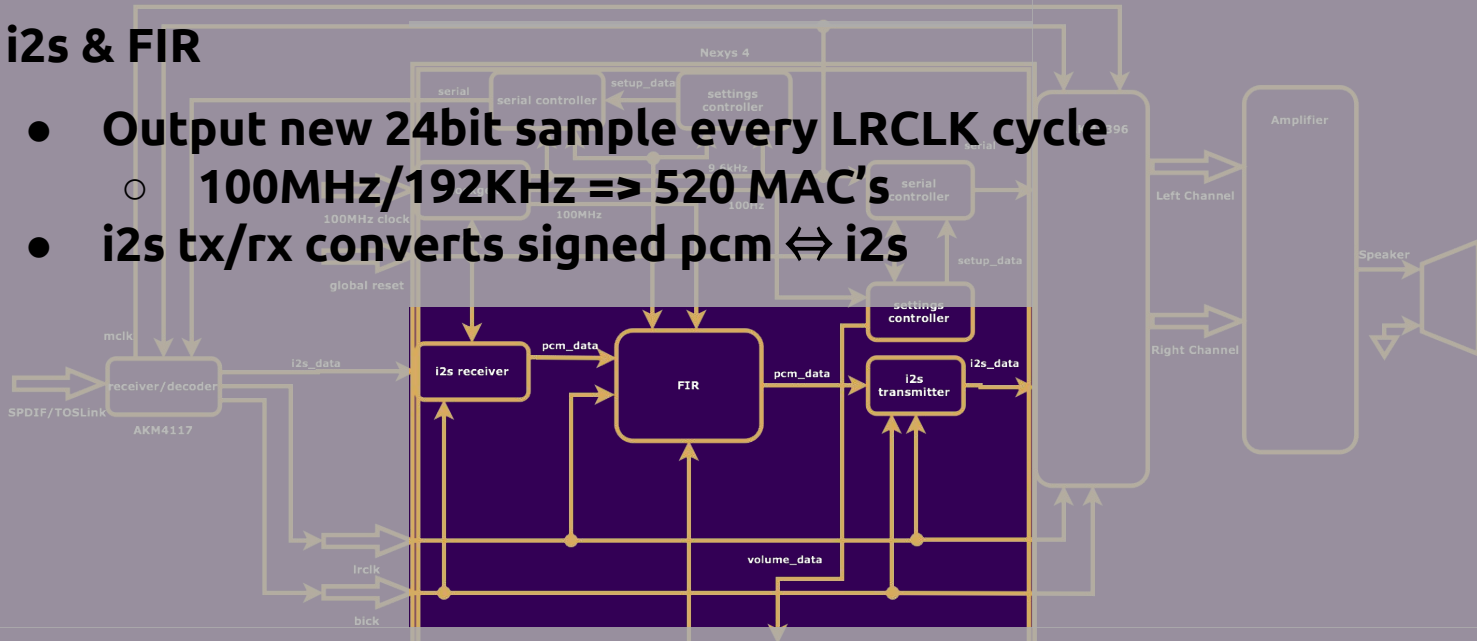 i2s & FIR
● Output new 24bit sample every LRCLK cycle
○ 100MHz/192KHz => 520 MAC's
● i2s tx/rx converts signed pcm ⇔ i2s
Nexys 4
serial
serial controller
setup_data
settings
controller
396
Amplifier
serial
9.6kHz
serial
controller
100MHz clock
100MHz
100Hz
Left Channel
setup_data
Speaker
global reset
settings
controller
mclk
Right Channel
i2s_data
i2s receiver
pcm_data
FIR
pcm_data
i2s
transmitter
i2s_data
receiver/decoder
SPDIF/TOSLink
AKM4117
lrclk
volume_data
bick